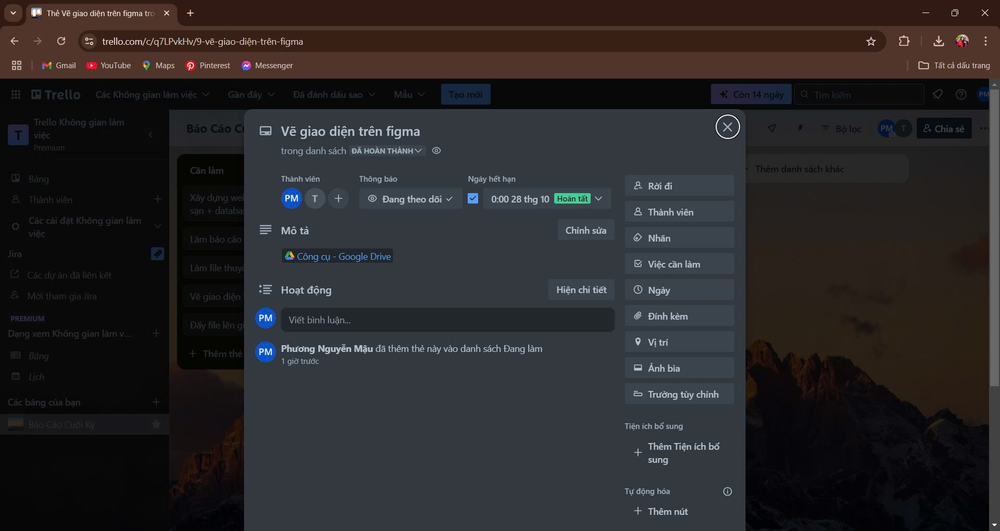 Thẻ Vẽ giao diện trên figma tro
trello.com/c/q7LPvkHv/9-vẽ-giao-diện-trên-figma
Gmail YouTube Maps Pinterest Messenger Tất cả dấu trang
Trello Các Không gian làm việc Gần đây Đã đánh dấu sao Mẫu Tạo mới Còn 14 ngày Tìm kiếm PM
T Trello Không gian làm việc
Premium
Bảng
Thành viên
Các cài đặt Không gian làm việc
Jira
Các dự án đã liên kết
Mời tham gia Jira
PREMIUM
Dạng xem Không gian làm v...
Bảng
Lịch
Các bảng của bạn
Báo Cáo Cuối Kỳ
Báo Cáo
Bộ lọc PM T Chia sẻ
Cần làm
Xây dựng
sạn +
Làm báo cáo
Làm file
Vẽ giao diện
Đẩy file lên
Thêm thẻ
Thêm danh sách khác
Vẽ giao diện trên figma
trong danh sách ĐÃ HOÀN THÀNH
Thành viên Thông báo Ngày hết hạn
PM T Đang theo dõi 0:00 28 thg 10 Hoàn tất
Mô tả Chỉnh sửa
Công cụ - Google Drive
Hoạt động Hiện chi tiết
PM Viết bình luận...
PM Phương Nguyễn Mậu đã thêm thẻ này vào danh sách Đang làm
1 giờ trước
Rời đi
Thành viên
Nhãn
Việc cần làm
Ngày
Đính kèm
Vị trí
Ảnh bìa
Trường tùy chỉnh
Tiện ích bổ sung
Thêm Tiện ích bổ
sung
Tự động hóa
Thêm nút